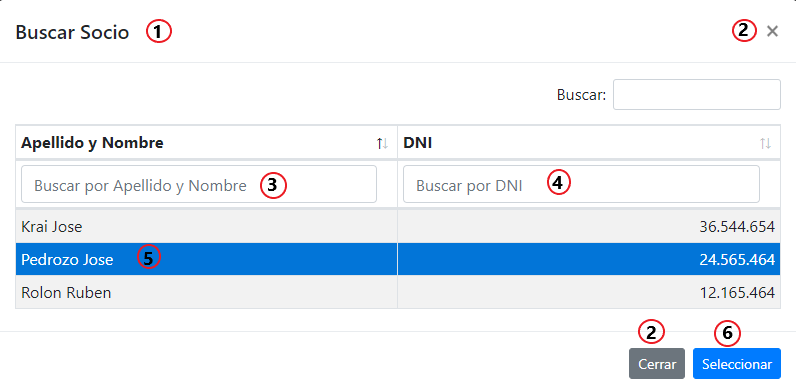 Buscar Socio 1 2 ×
Buscar:
Apellido y Nombre DNI
Buscar por Apellido y Nombre 3 Buscar por DNI 4
Krai Jose 36.544.654
Pedrozo Jose 5 24.565.464
Rolon Ruben 12.165.464
2 6
Cerrar Seleccionar